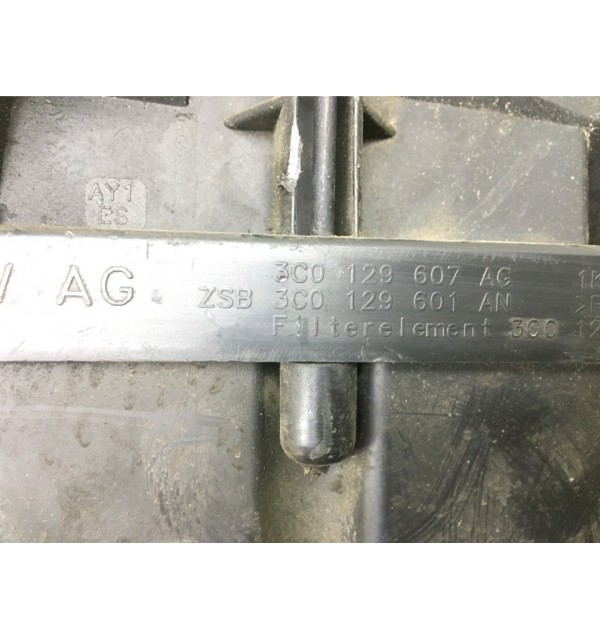 AY1
ES
AG.
3C0 129 607 AG
ZSB 3C0 129 601 AN
Filterelement 3C0